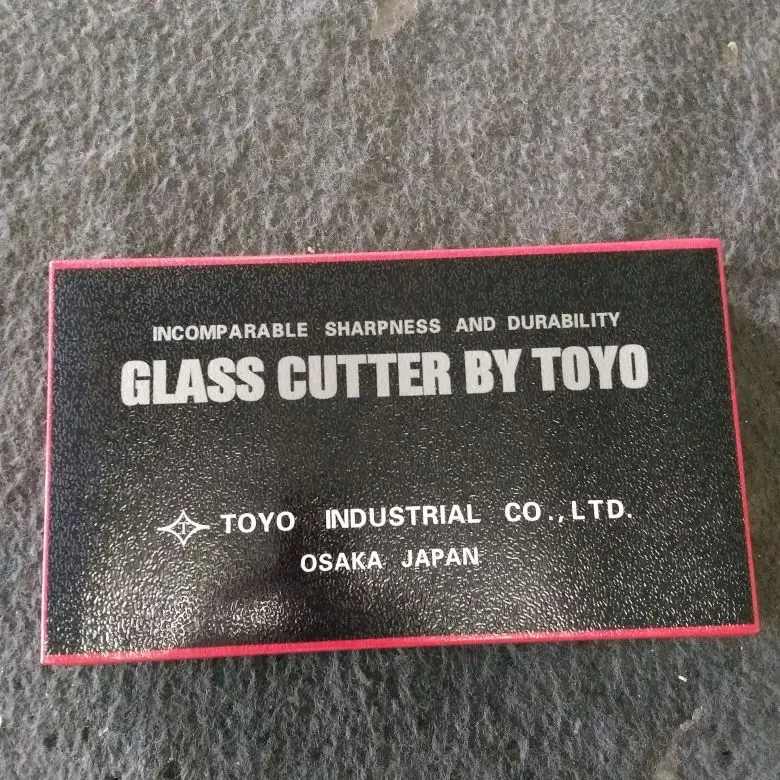 INCOMPARABLE SHARPNESS AND DURABILITY
GLASS CUTTER BY TOYO
T TOYO INDUSTRIAL CO., LTD.
OSAKA JAPAN